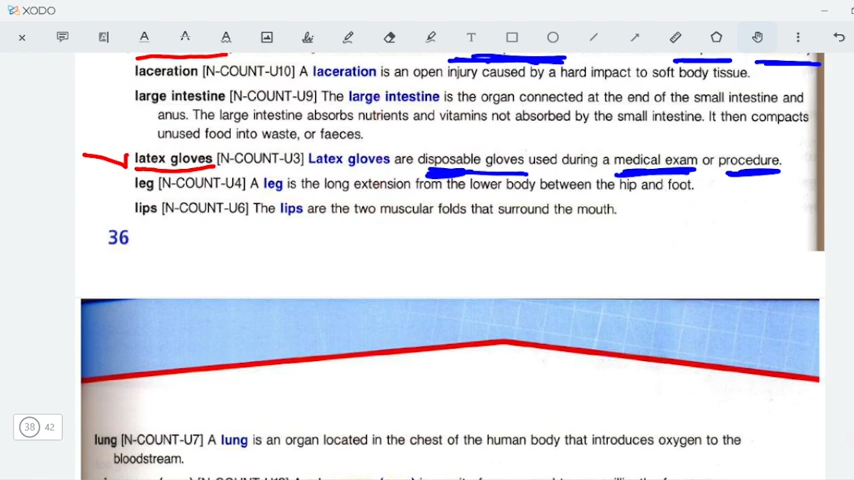 XODO
laceration [N-COUNT-U10] A laceration is an open injury caused by a hard impact to soft body tissue.
large intestine [N-COUNT-U9] The large intestine is the organ connected at the end of the small intestine and
anus. The large intestine absorbs nutrients and vitamins not absorbed by the small intestine. It then compacts
unused food into waste, or faeces.
latex gloves [N-COUNT-U3] Latex gloves are disposable gloves used during a medical exam or procedure.
leg [N-COUNT-U4] A leg is the long extension from the lower body between the hip and foot.
lips [N-COUNT-U6] The lips are the two muscular folds that surround the mouth.
36
38 42
lung [N-COUNT-U7] A lung is an organ located in the chest of the human body that introduces oxygen to the
bloodstream.